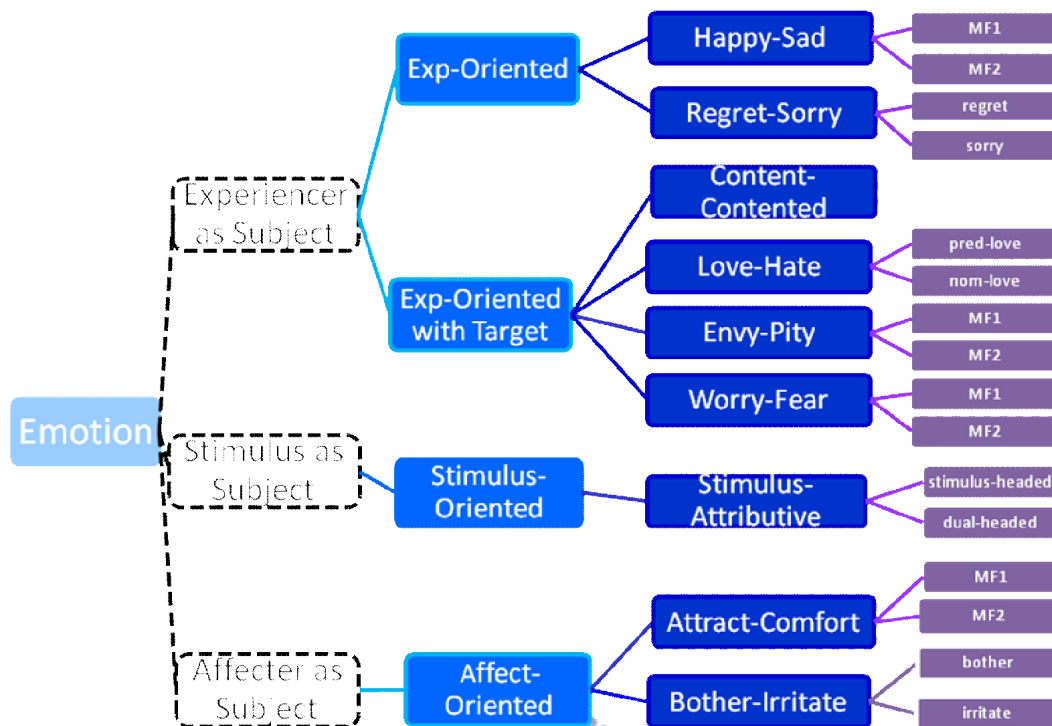 Emotion
Experiencer
as Subject
Exp-Oriented
Happy-Sad
MF1
MF2
Regret-Sorry
regret
sorry
Exp-Oriented
with Target
Content-
Contented
Love-Hate
pred-love
nom-love
Envy-Pity
MF1
MF2
Worry-Fear
MF1
MF2
Stimulus as
Subject
Stimulus-
Oriented
Stimulus-
Attributive
stimulus-headed
dual-headed
Affecter as
Subject
Affect-
Oriented
Attract-Comfort
MF1
MF2
Bother-Irritate
bother
irritate